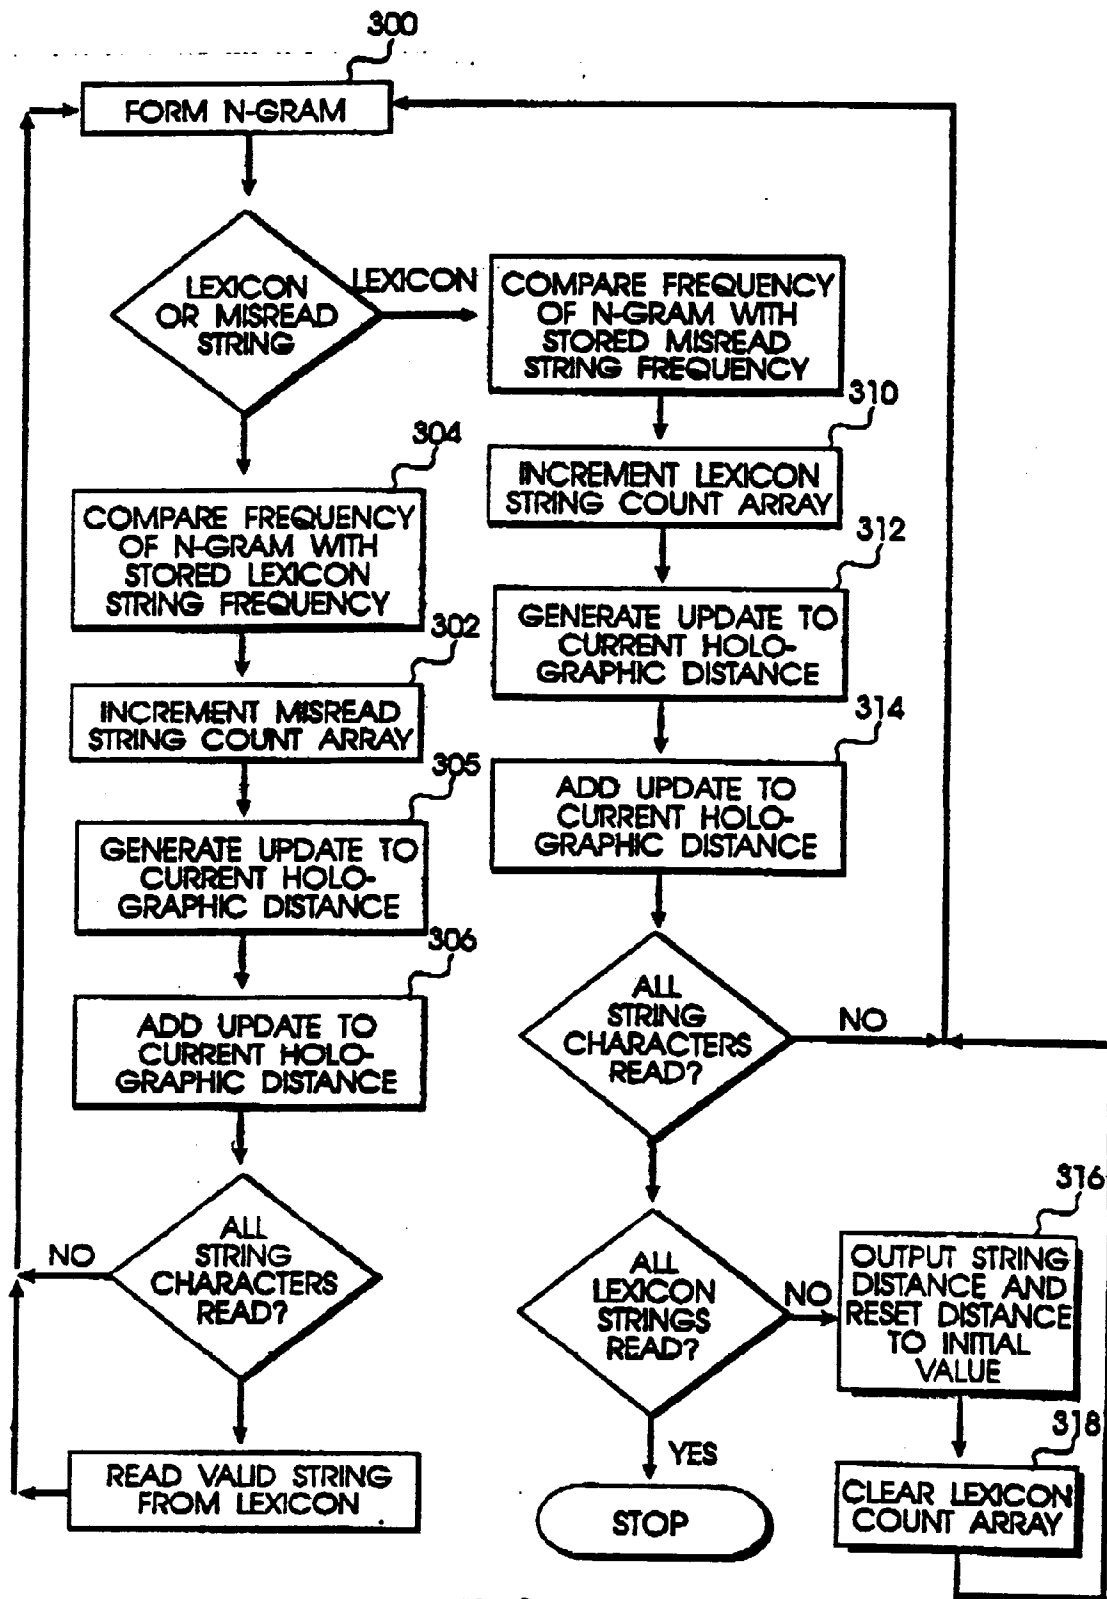 300
FORM N-GRAM
LEXICON
OR MISREAD
STRING
LEXICON
COMPARE FREQUENCY
OF N-GRAM WITH
STORED MISREAD
STRING FREQUENCY
310
INCREMENT LEXICON
STRING COUNT ARRAY
312
GENERATE UPDATE TO
CURRENT HOLO-
GRAPHIC DISTANCE
314
ADD UPDATE TO
CURRENT HOLO-
GRAPHIC DISTANCE
ALL
STRING
CHARACTERS
READ?
NO
304
COMPARE FREQUENCY
OF N-GRAM WITH
STORED LEXICON
STRING FREQUENCY
302
INCREMENT MISREAD
STRING COUNT ARRAY
305
GENERATE UPDATE TO
CURRENT HOLO-
GRAPHIC DISTANCE
306
ADD UPDATE TO
CURRENT HOLO-
GRAPHIC DISTANCE
ALL
STRING
CHARACTERS
READ?
NO
READ VALID STRING
FROM LEXICON
ALL
LEXICON
STRINGS
READ?
NO
YES
STOP
316
OUTPUT STRING
DISTANCE AND
RESET DISTANCE
TO INITIAL
VALUE
318
CLEAR LEXICON
COUNT ARRAY